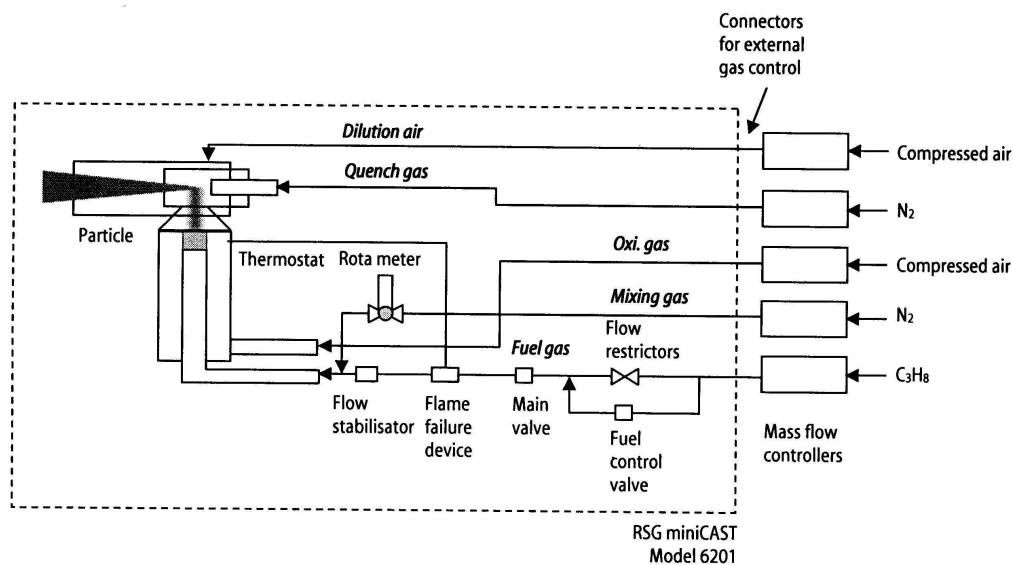 Connectors
for external
gas control
Dilution air
Compressed air
Quench gas
N₂
Particle
Thermostat
Rota meter
Oxi. gas
Compressed air
Mixing gas
N₂
Flow
restrictors
Fuel gas
C₃H₈
Flow
stabilisator
Flame
failure
device
Main
valve
Fuel
control
valve
Mass flow
controllers
RSG miniCAST
Model 6201